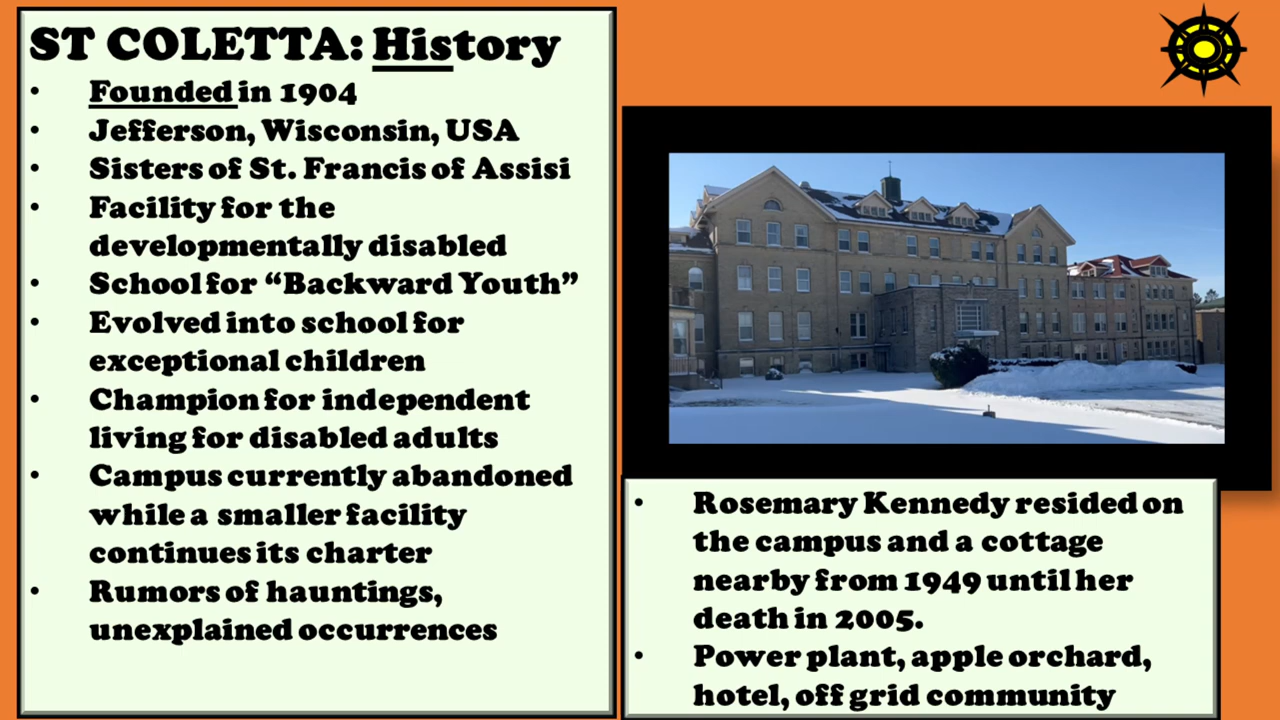 ST COLETTA: History
• Founded in 1904
• Jefferson, Wisconsin, USA
• Sisters of St. Francis of Assisi
• Facility for the
developmentally disabled
• School for “Backward Youth”
• Evolved into school for
exceptional children
• Champion for independent
living for disabled adults
• Campus currently abandoned
while a smaller facility
continues its charter
• Rumors of hauntings,
unexplained occurrences
• Rosemary Kennedy resided on
the campus and a cottage
nearby from 1949 until her
death in 2005.
• Power plant, apple orchard,
hotel, off grid community